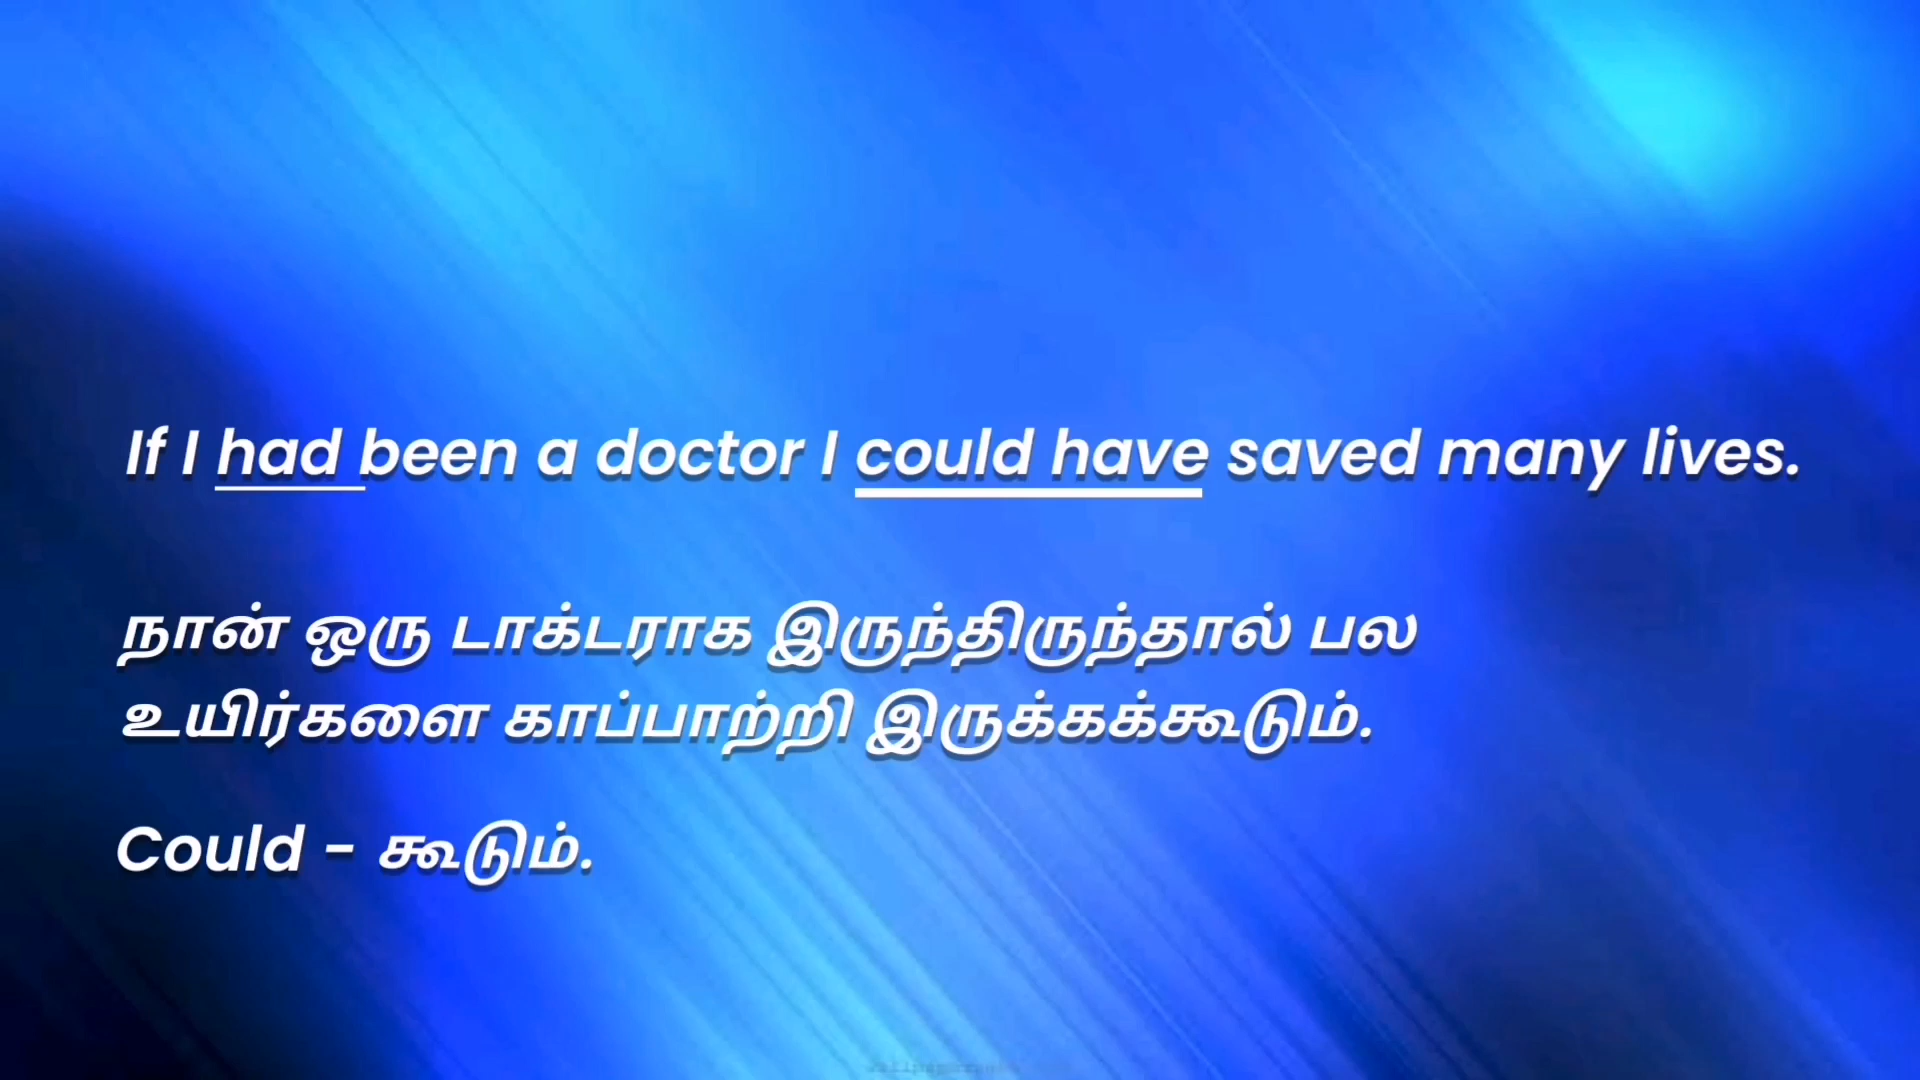 If I had been a doctor I could have saved many lives.
நான் ஒரு டாக்டராக இருந்திருந்தால் பல
உயிர்களை காப்பாற்றி இருக்கக்கூடும்.
Could - கூடும்.